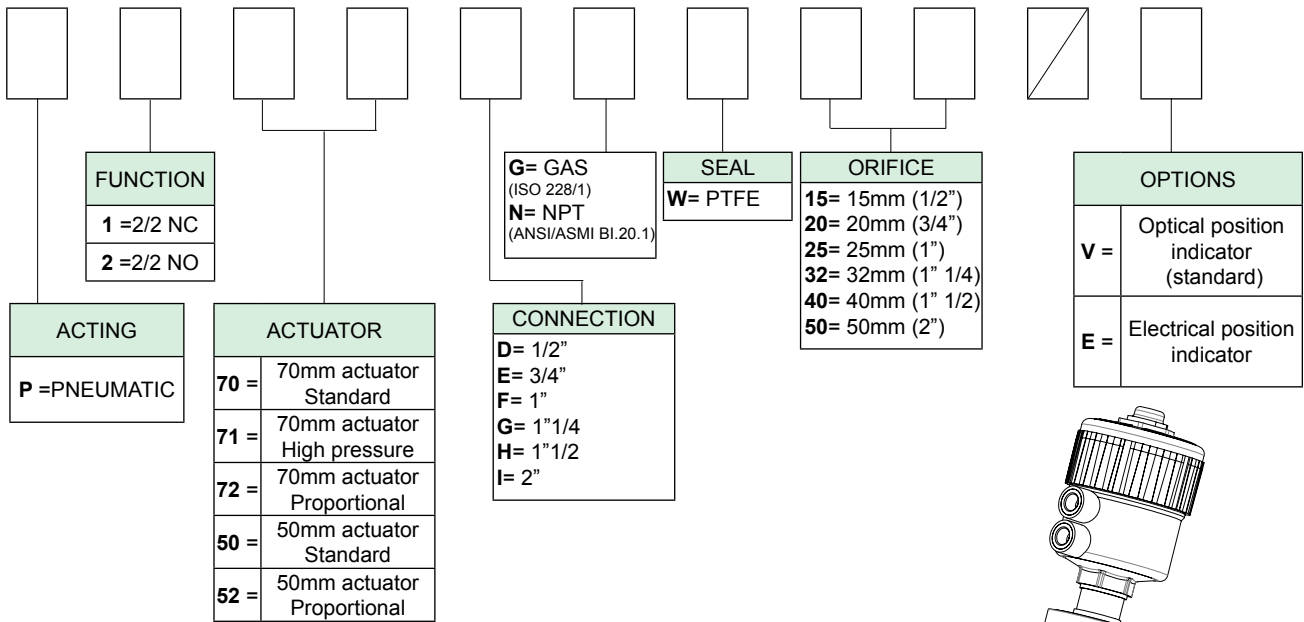 FUNCTION
1 =2/2 NC
2 =2/2 NO
ACTING
P =PNEUMATIC
ACTUATOR
70 =
70mm actuator
Standard
71 =
70mm actuator
High pressure
72 =
70mm actuator
Proportional
50 =
50mm actuator
Standard
52 =
50mm actuator
Proportional
G= GAS
(ISO 228/1)
N= NPT
(ANSI/ASMI BI.20.1)
CONNECTION
D= 1/2”
E= 3/4”
F= 1”
G= 1”1/4
H= 1”1/2
I= 2”
SEAL
W= PTFE
ORIFICE
15= 15mm (1/2”)
20= 20mm (3/4”)
25= 25mm (1”)
32= 32mm (1” 1/4)
40= 40mm (1” 1/2)
50= 50mm (2”)
OPTIONS
V =
Optical position
indicator
(standard)
E =
Electrical position
indicator